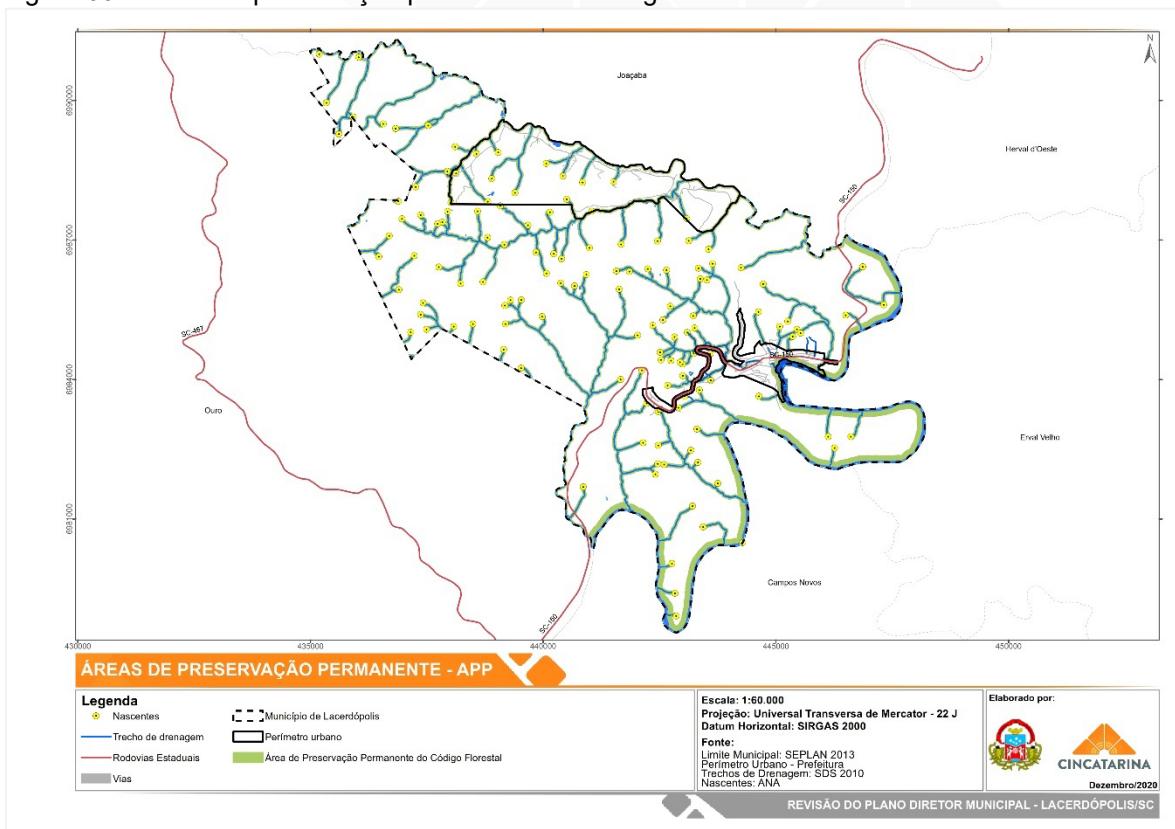 N
Joaçaba
Herval d'Oeste
SC-150
SC-467
SC-150
Ouro
Erval Velho
Campos Novos
SC-150
6990000
6987000
6984000
6981000
430000
435000
440000
445000
450000
ÁREAS DE PRESERVAÇÃO PERMANENTE - APP
Legenda
Nascentes
Trecho de drenagem
Rodovias Estaduais
Vias
Município de Lacerdópolis
Perímetro urbano
Área de Preservação Permanente do Código Florestal
Escala: 1:60.000
Projeção: Universal Transversa de Mercator - 22 J
Datum Horizontal: SIRGAS 2000
Fonte:
Limite Municipal: SEPLAN 2013
Perímetro Urbano - Prefeitura
Trechos de Drenagem: SDS 2010
Nascentes: ANA
Elaborado por:
CINCATARINA
Dezembro/2020
REVISÃO DO PLANO DIRETOR MUNICIPAL - LACERDÓPOLIS/SC